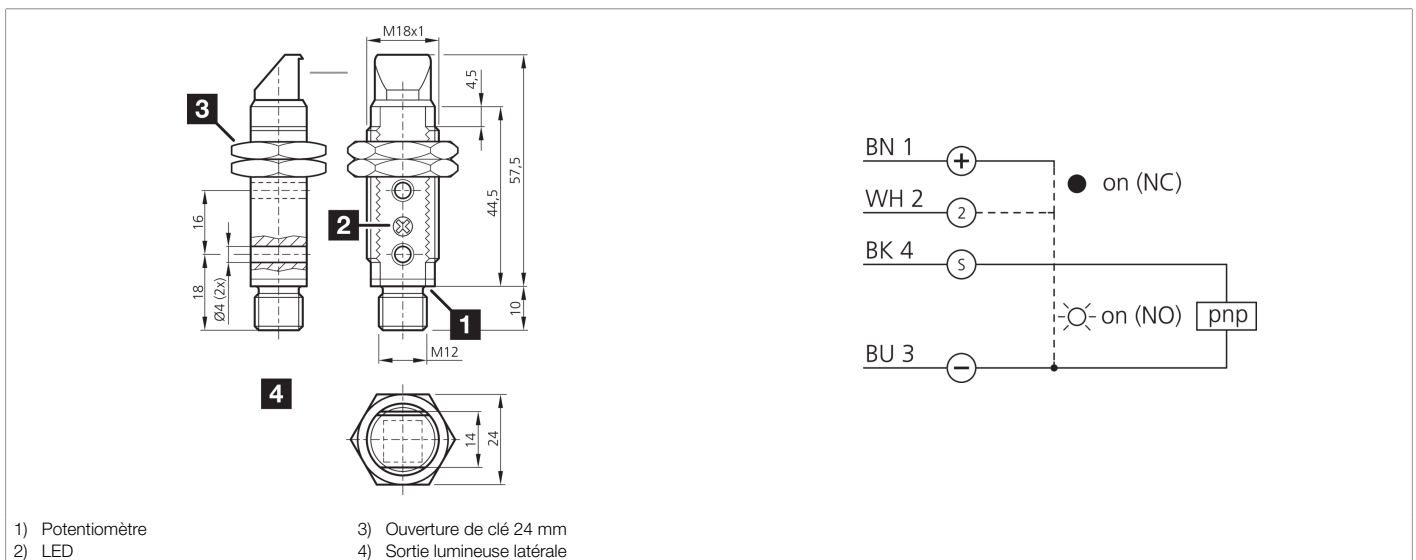 M18x1
4,5
57,5
44,5
3
2
16
18
Ø4 (2x)
10
1
M12
4
14
24
BN 1
+
on (NC)
WH 2
2
BK 4
S
on (NO)
pnp
BU 3
−
1) Potentiomètre
2) LED
3) Ouverture de clé 24 mm
4) Sortie lumineuse latérale